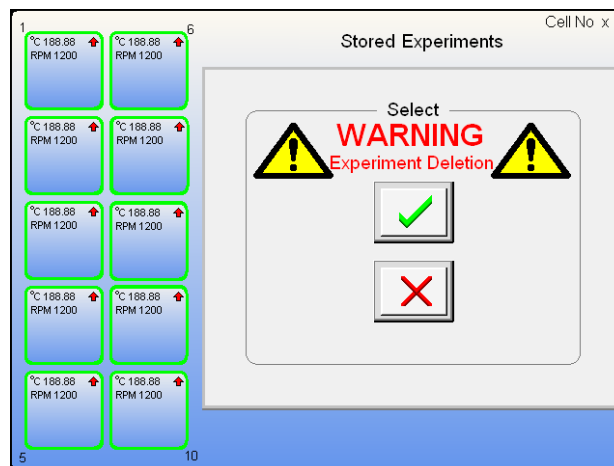 Cell No x
Stored Experiments
1
6
°C 188.88
RPM 1200
°C 188.88
RPM 1200
°C 188.88
RPM 1200
°C 188.88
RPM 1200
°C 188.88
RPM 1200
°C 188.88
RPM 1200
°C 188.88
RPM 1200
°C 188.88
RPM 1200
°C 188.88
RPM 1200
°C 188.88
RPM 1200
5
10
Select
WARNING
Experiment Deletion